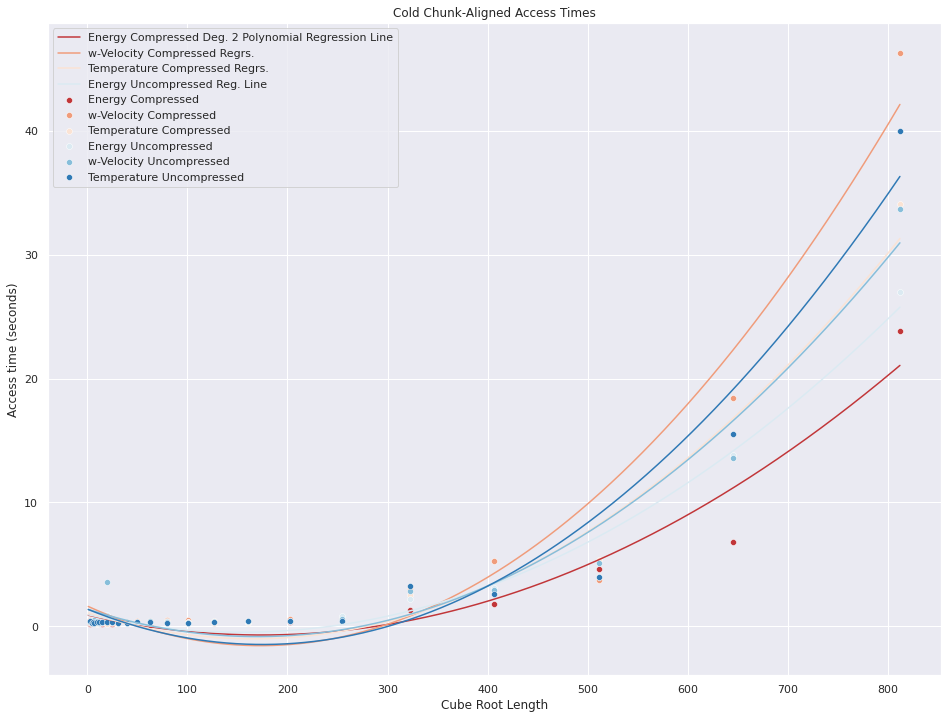 Cold Chunk-Aligned Access Times
Energy Compressed Deg. 2 Polynomial Regression Line
w-Velocity Compressed Regrs.
Temperature Compressed Regrs.
Energy Uncompressed Reg. Line
Energy Compressed
w-Velocity Compressed
Temperature Compressed
Energy Uncompressed
w-Velocity Uncompressed
Temperature Uncompressed
40
30
20
10
0
Access time (seconds)
0 100 200 300 400 500 600 700 800
Cube Root Length